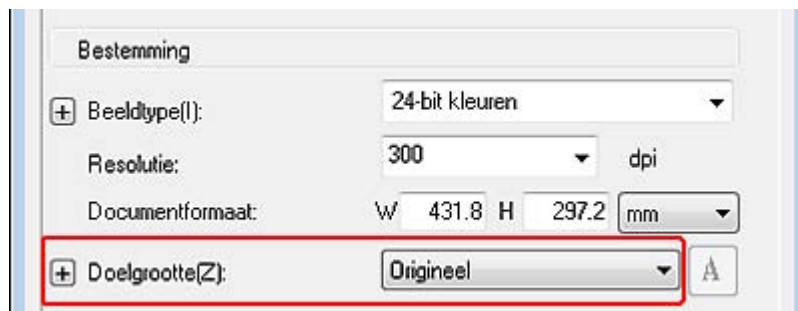 Bestemming
Beeldtype(I): 24-bit kleuren
Resolutie: 300 dpi
Documentformaat: W 431.8 H 297.2 mm
Doelgrootte(Z): Origineel A